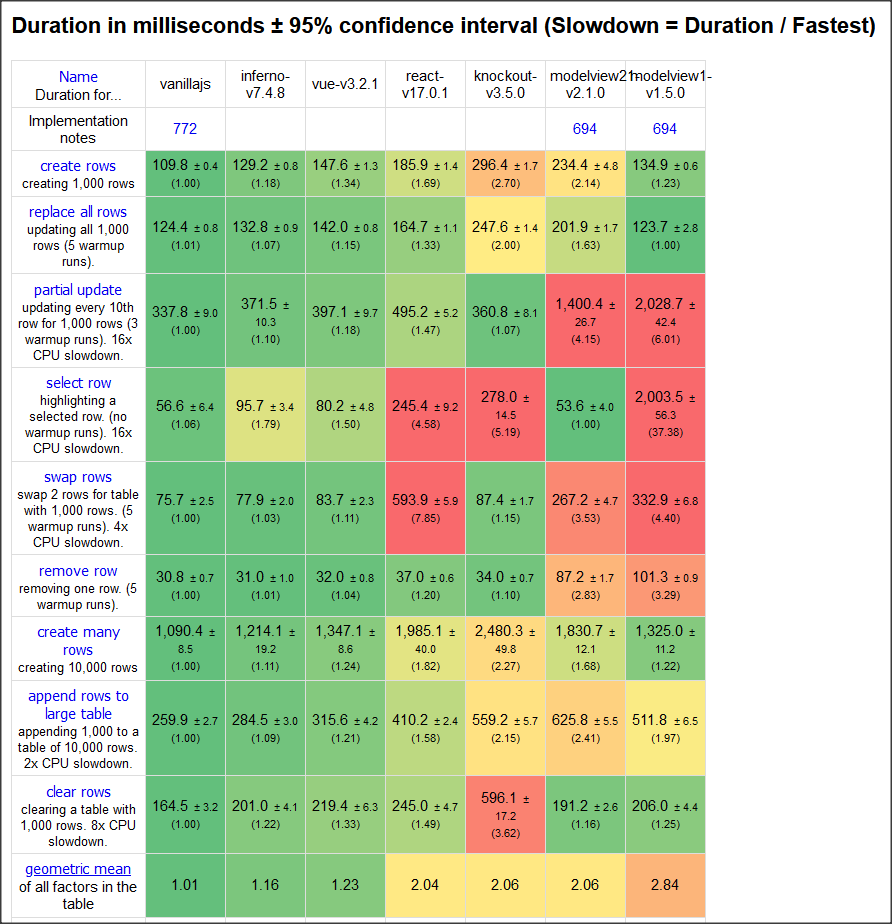 Duration in milliseconds ± 95% confidence interval (Slowdown = Duration / Fastest)
Name
Duration for...
vanillajs
inferno-
v7.4.8
vue-v3.2.1
react-
v17.0.1
knockout-
v3.5.0
modelview21-
v2.1.0
modelview1-
v1.5.0
Implementation
notes
772
694
694
create rows
creating 1,000 rows
109.8 ± 0.4
(1.00)
129.2 ± 0.8
(1.18)
147.6 ± 1.3
(1.34)
185.9 ± 1.4
(1.69)
296.4 ± 1.7
(2.70)
234.4 ± 4.8
(2.14)
134.9 ± 0.6
(1.23)
replace all rows
updating all 1,000
rows (5 warmup
runs).
124.4 ± 0.8
(1.01)
132.8 ± 0.9
(1.07)
142.0 ± 0.8
(1.15)
164.7 ± 1.1
(1.33)
247.6 ± 1.4
(2.00)
201.9 ± 1.7
(1.63)
123.7 ± 2.8
(1.00)
partial update
updating every 10th
row for 1,000 rows (3
warmup runs). 16x
CPU slowdown.
337.8 ± 9.0
(1.00)
371.5 ±
10.3
(1.10)
397.1 ± 9.7
(1.18)
495.2 ± 5.2
(1.47)
360.8 ± 8.1
(1.07)
1,400.4 ±
26.7
(4.15)
2,028.7 ±
42.4
(6.01)
select row
highlighting a
selected row. (no
warmup runs). 16x
CPU slowdown.
56.6 ± 6.4
(1.06)
95.7 ± 3.4
(1.79)
80.2 ± 4.8
(1.50)
245.4 ± 9.2
(4.58)
278.0 ±
14.5
(5.19)
53.6 ± 4.0
(1.00)
2,003.5 ±
56.3
(37.38)
swap rows
swap 2 rows for table
with 1,000 rows. (5
warmup runs). 4x
CPU slowdown.
75.7 ± 2.5
(1.00)
77.9 ± 2.0
(1.03)
83.7 ± 2.3
(1.11)
593.9 ± 5.9
(7.85)
87.4 ± 1.7
(1.15)
267.2 ± 4.7
(3.53)
332.9 ± 6.8
(4.40)
remove row
removing one row. (5
warmup runs).
30.8 ± 0.7
(1.00)
31.0 ± 1.0
(1.01)
32.0 ± 0.8
(1.04)
37.0 ± 0.6
(1.20)
34.0 ± 0.7
(1.10)
87.2 ± 1.7
(2.83)
101.3 ± 0.9
(3.29)
create many
rows
creating 10,000 rows
1,090.4 ±
8.5
(1.00)
1,214.1 ±
19.2
(1.11)
1,347.1 ±
8.6
(1.24)
1,985.1 ±
40.0
(1.82)
2,480.3 ±
49.8
(2.27)
1,830.7 ±
12.1
(1.68)
1,325.0 ±
11.2
(1.22)
append rows to
large table
appending 1,000 to a
table of 10,000 rows.
2x CPU slowdown.
259.9 ± 2.7
(1.00)
284.5 ± 3.0
(1.09)
315.6 ± 4.2
(1.21)
410.2 ± 2.4
(1.58)
559.2 ± 5.7
(2.15)
625.8 ± 5.5
(2.41)
511.8 ± 6.5
(1.97)
clear rows
clearing a table with
1,000 rows. 8x CPU
slowdown.
164.5 ± 3.2
(1.00)
201.0 ± 4.1
(1.22)
219.4 ± 6.3
(1.33)
245.0 ± 4.7
(1.49)
596.1 ±
17.2
(3.62)
191.2 ± 2.6
(1.16)
206.0 ± 4.4
(1.25)
geometric mean
of all factors in the
table
1.01
1.16
1.23
2.04
2.06
2.06
2.84